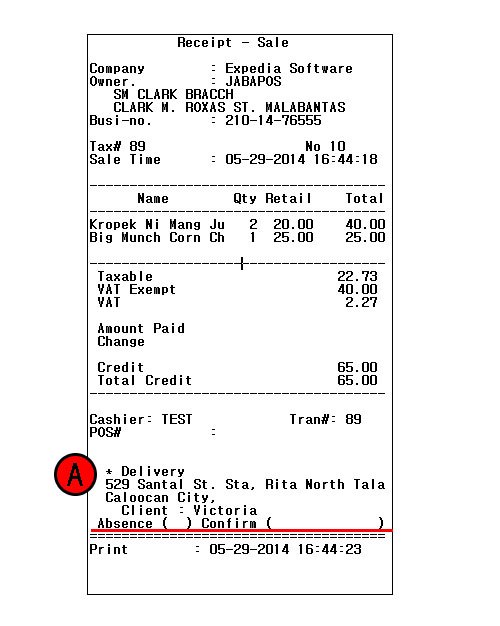 Receipt - Sale
Company : Expedia Software
Owner. : JABAPOS
SM CLARK BRACCH
CLARK M. ROXAS ST. MALABANTAS
Busi-no. : 210-14-76555
Tax# 89 No 10
Sale Time : 05-29-2014 16:44:18
Name Qty Retail Total
Kropek Ni Mang Ju 2 20.00 40.00
Big Munch Corn Ch 1 25.00 25.00
Taxable 22.73
VAT Exempt 40.00
VAT 2.27
Amount Paid
Change
Credit 65.00
Total Credit 65.00
Cashier: TEST Tran#: 89
POS# :
A
* Delivery
529 Santal St. Sta, Rita North Tala
Caloocan City,
Client : Victoria
Absence ( ) Confirm ( )
Print : 05-29-2014 16:44:23